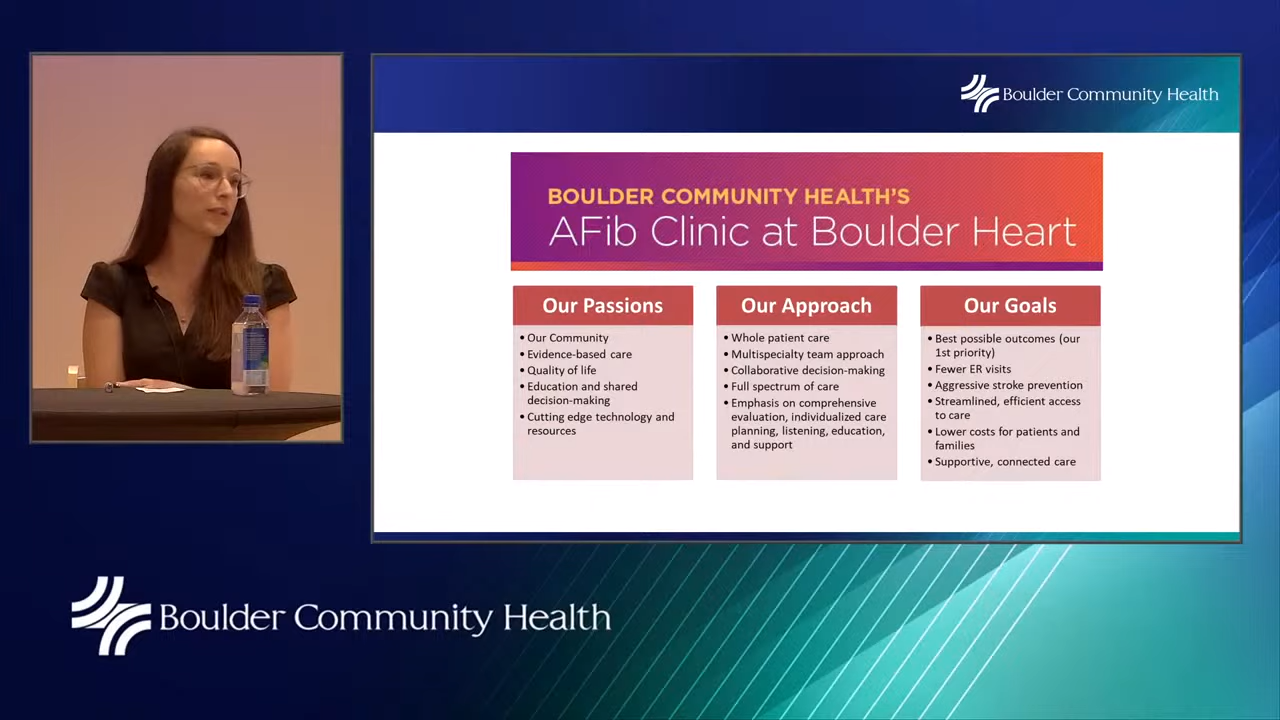 Boulder Community Health
BOULDER COMMUNITY HEALTH'S
AFib Clinic at Boulder Heart
Our Passions
• Our Community
• Evidence-based care
• Quality of life
• Education and shared
decision-making
• Cutting edge technology and
resources
Our Approach
• Whole patient care
• Multispecialty team approach
• Collaborative decision-making
• Full spectrum of care
• Emphasis on comprehensive
evaluation, individualized care
planning, listening, education,
and support
Our Goals
• Best possible outcomes (our
1st priority)
• Fewer ER visits
• Aggressive stroke prevention
• Streamlined, efficient access
to care
• Lower costs for patients and
families
• Supportive, connected care
Boulder Community Health